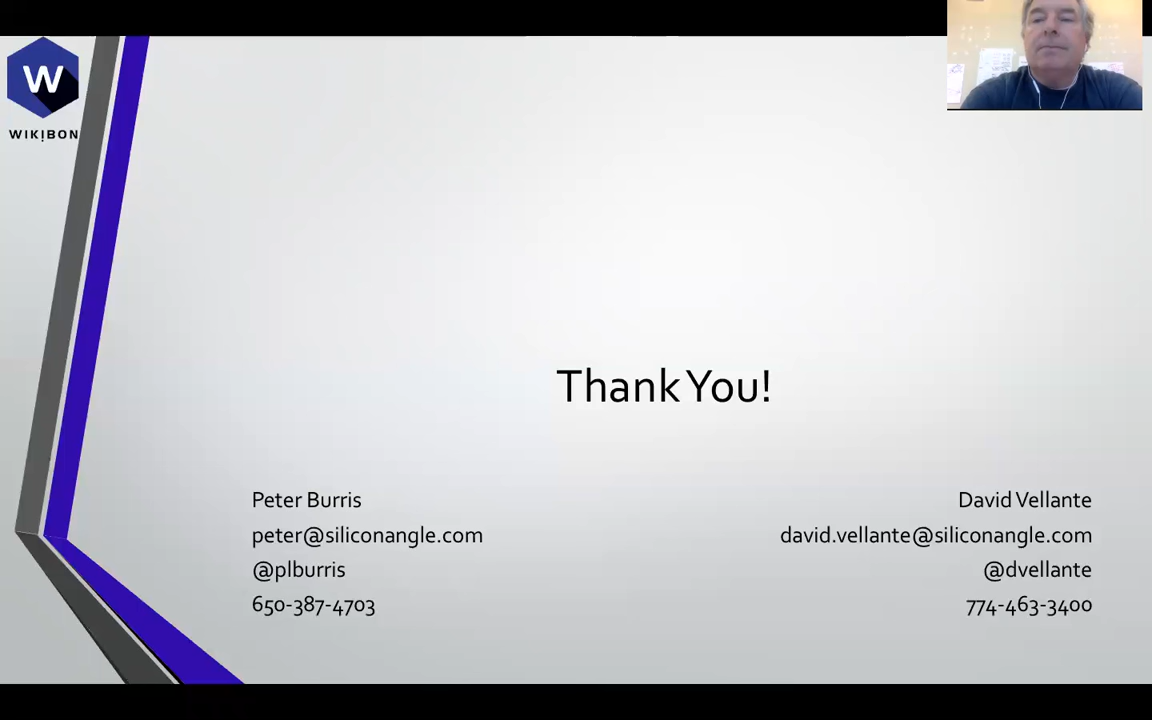 W
WIKIBON
Thank You!
Peter Burris
peter@siliconangle.com
@plburris
650-387-4703
David Vellante
david.vellante@siliconangle.com
@dvellante
774-463-3400